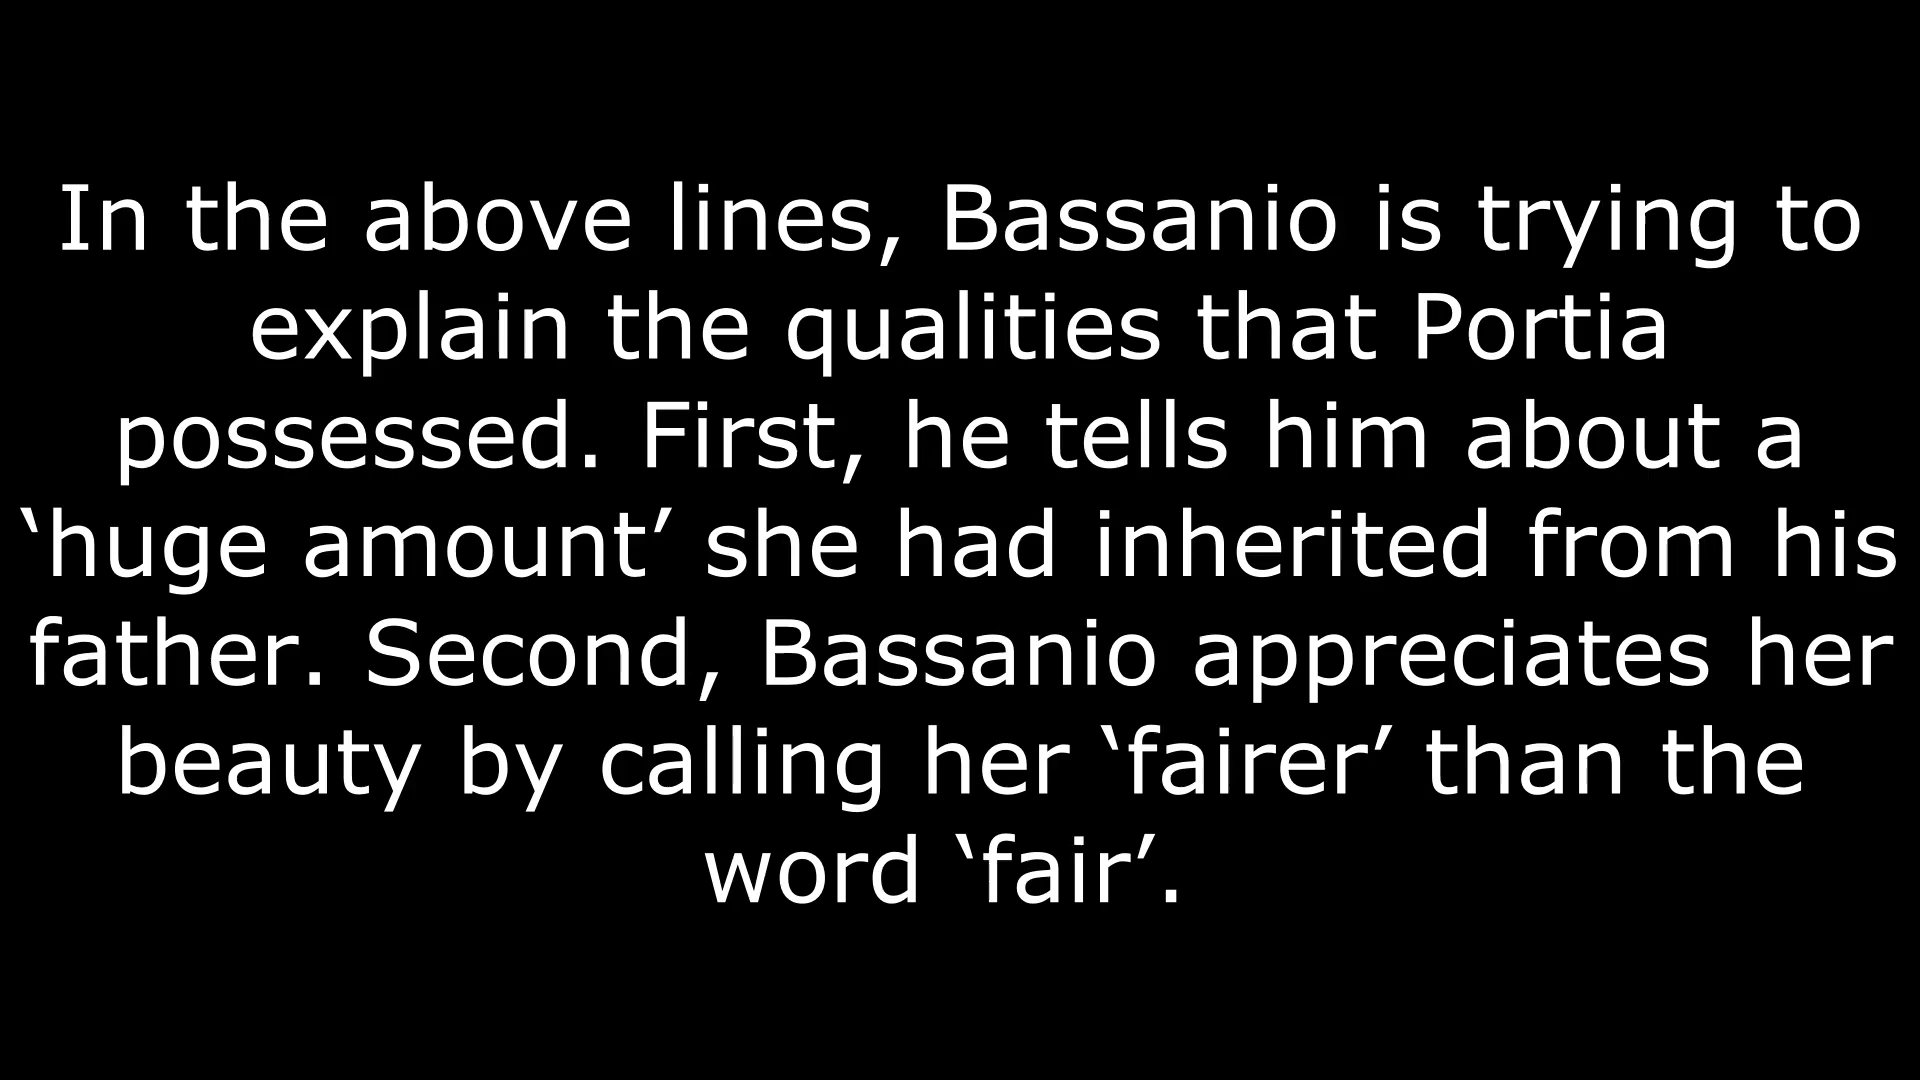 In the above lines, Bassanio is trying to
explain the qualities that Portia
possessed. First, he tells him about a
‘huge amount’ she had inherited from his
father. Second, Bassanio appreciates her
beauty by calling her ‘fairer’ than the
word ‘fair’.